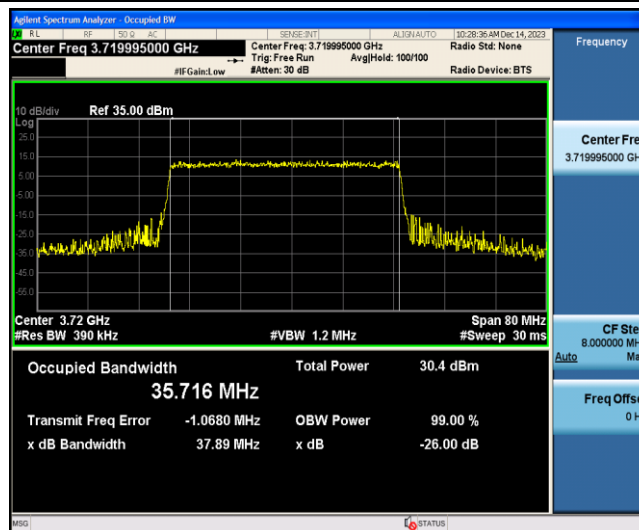 Agilent Spectrum Analyzer - Occupied BW
RL RF 50 Ω AC SENSE:INT ALIGN AUTO 10:28:36 AM Dec 14, 2023
Center Freq 3.719995000 GHz Center Freq: 3.719995000 GHz Radio Std: None
Trig: Free Run Avg|Hold: 100/100
#IFGain:Low #Atten: 30 dB Radio Device: BTS
10 dB/div Ref 35.00 dBm
Log
25.0
15.0
5.00
-5.00
-15.0
-25.0
-35.0
-45.0
-55.0
Center 3.72 GHz Span 80 MHz
#Res BW 390 kHz #VBW 1.2 MHz #Sweep 30 ms
Occupied Bandwidth Total Power 30.4 dBm
35.716 MHz
Transmit Freq Error -1.0680 MHz OBW Power 99.00 %
x dB Bandwidth 37.89 MHz x dB -26.00 dB
MSG STATUS
Frequency
Center Fre
3.719995000 GH
CF Ste
8.000000 MH
Auto Ma
Freq Offse
0 H